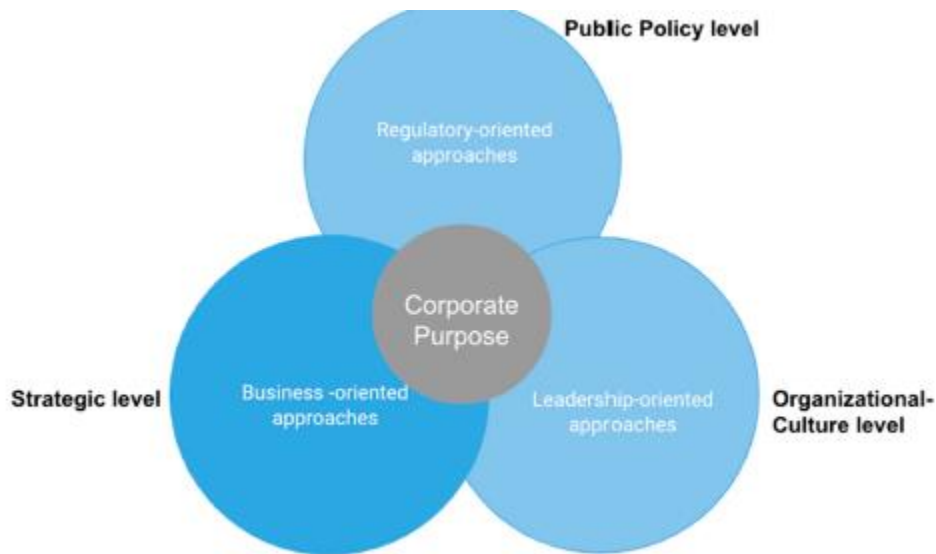 Public Policy level
Regulatory-oriented
approaches
Corporate
Purpose
Strategic level
Business -oriented
approaches
Leadership-oriented
approaches
Organizational-
Culture level